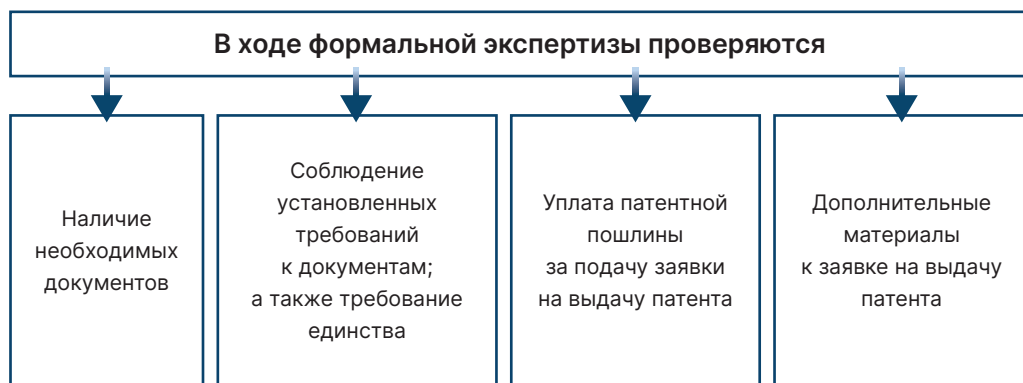 В ходе формальной экспертизы проверяются
Наличие
необходимых
документов
Соблюдение
установленных
требований
к документам;
а также требование
единства
Уплата патентной
пошлины
за подачу заявки
на выдачу патента
Дополнительные
материалы
к заявке на выдачу
патента